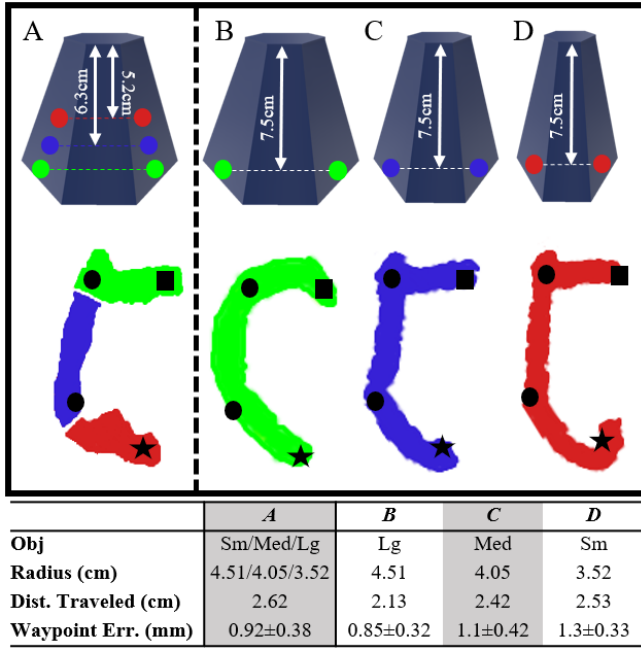 A B C D
6.3cm 5.2cm 7.5cm 7.5cm 7.5cm
A B C D
Obj Sm/Med/Lg Lg Med Sm
Radius (cm) 4.51/4.05/3.52 4.51 4.05 3.52
Dist. Traveled (cm) 2.62 2.13 2.42 2.53
Waypoint Err. (mm) 0.92±0.38 0.85±0.32 1.1±0.42 1.3±0.33